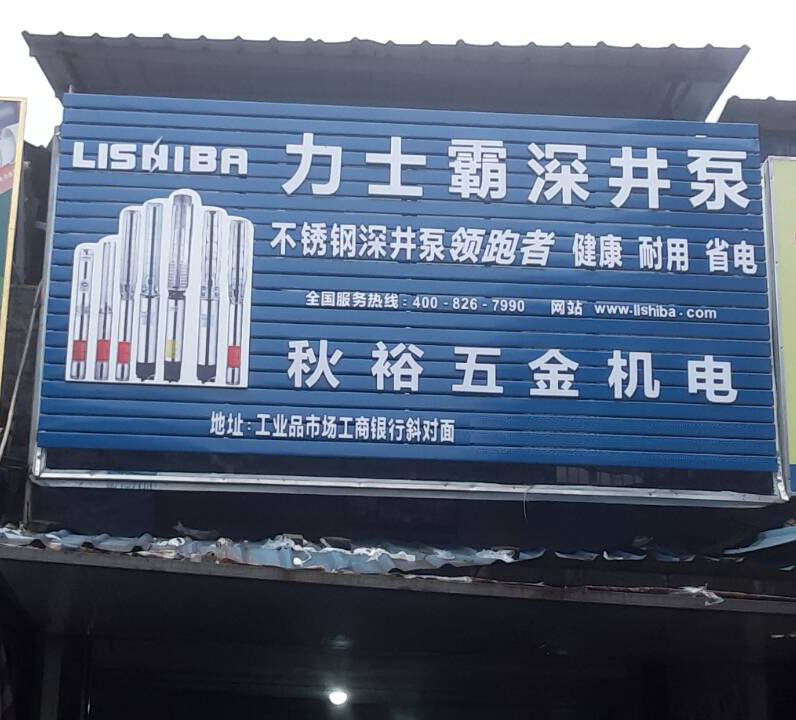 LISHIBA 力士霸深井泵
不锈钢深井泵领跑者 健康 耐用 省电
全国服务热线:400-826-7990 网站 www.lishiba.com
秋裕五金机电
地址:工业品市场工商银行斜对面